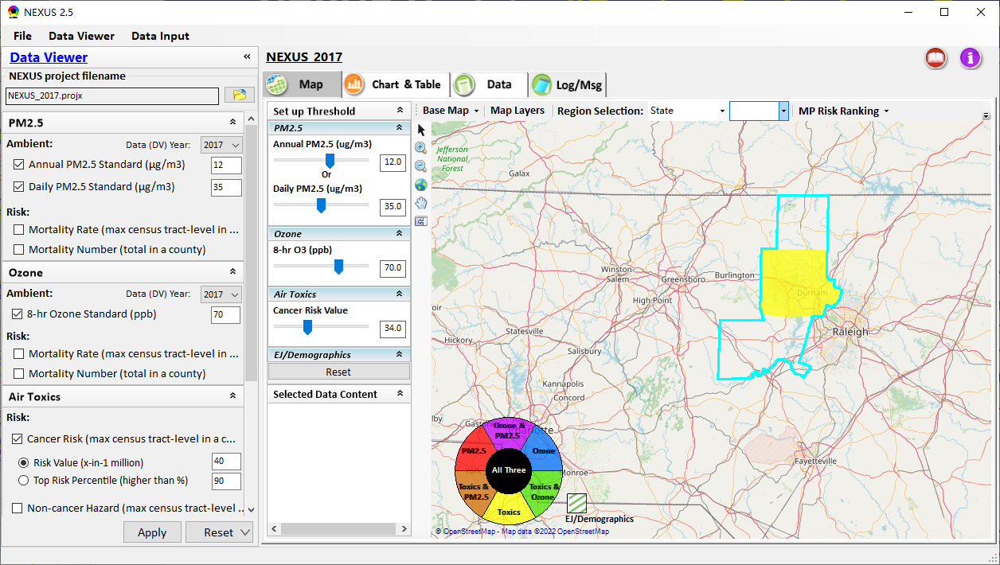 NEXUS 2.5
File Data Viewer Data Input
Data Viewer «
NEXUS project filename
NEXUS_2017.projx
PM2.5
Ambient: Data (DV) Year: 2017
Annual PM2.5 Standard (µg/m3) 12
Daily PM2.5 Standard (µg/m3) 35
Risk:
Mortality Rate (max census tract-level in ...
Mortality Number (total in a county)
Ozone
Ambient: Data (DV) Year: 2017
8-hr Ozone Standard (ppb) 70
Risk:
Mortality Rate (max census tract-level in ...
Mortality Number (total in a county)
Air Toxics
Risk:
Cancer Risk (max census tract-level in a c...
Risk Value (x-in-1 million) 40
Top Risk Percentile (higher than %) 90
Non-cancer Hazard (max census tract-level ..
Apply Reset
NEXUS_2017
Map Chart & Table Data Log/Msg
Set up Threshold
PM2.5
Annual PM2.5 (ug/m3)
12.0
Or
Daily PM2.5 (ug/m3)
35.0
Ozone
8-hr O3 (ppb)
70.0
Air Toxics
Cancer Risk Value
34.0
EJ/Demographics
Reset
Selected Data Content
Base Map Map Layers Region Selection: State MP Risk Ranking
Jefferson
National
Forest
Galax
Winston-
Salem
Greensboro
Burlington
Durham
High Point
Raleigh
Statesville
Hickory
Salisbury
Kannapolis
Concord
Monroe
Fayetteville
Ozone &
PM2.5
PM2.5
Ozone
All Three
Toxics &
PM2.5
Toxics &
Ozone
Toxics
EJ/Demographics
© OpenStreetMap - Map data ©2022 OpenStreetMap